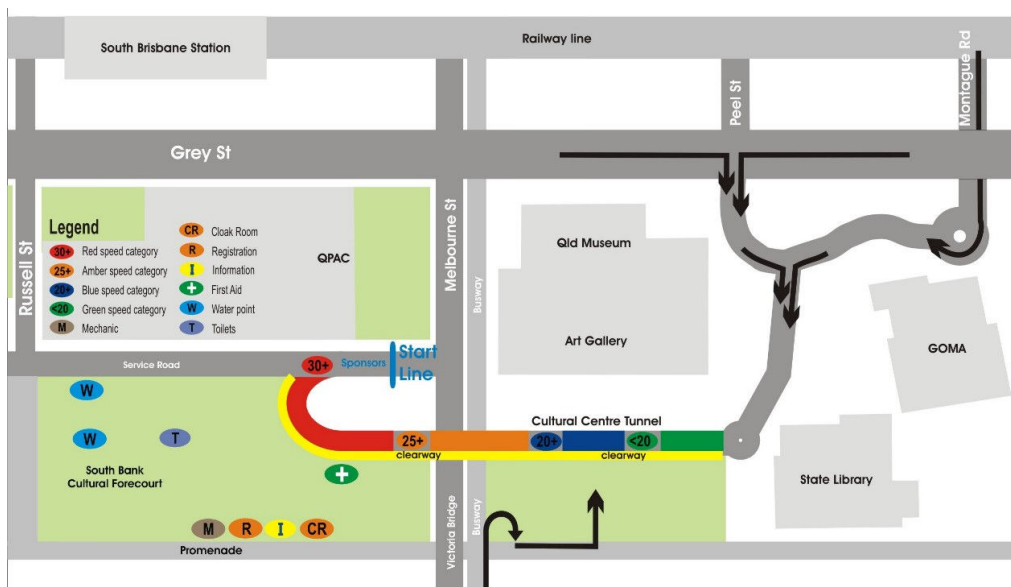 South Brisbane Station
Railway line
Montague Rd
Peel St
Grey St
Russell St
Legend
30+ Red speed category
25+ Amber speed category
20+ Blue speed category
<20 Green speed category
M Mechanic
CR Cloak Room
R Registration
I Information
First Aid
W Water point
T Toilets
QPAC
Melbourne St
Busway
Qld Museum
Art Gallery
GOMA
Service Road
30+
Sponsors
Start
Line
W
W
T
25+
20+
<20
Cultural Centre Tunnel
clearway
clearway
South Bank
Cultural Forecourt
State Library
M
R
I
CR
Promenade
Victoria Bridge
Busway